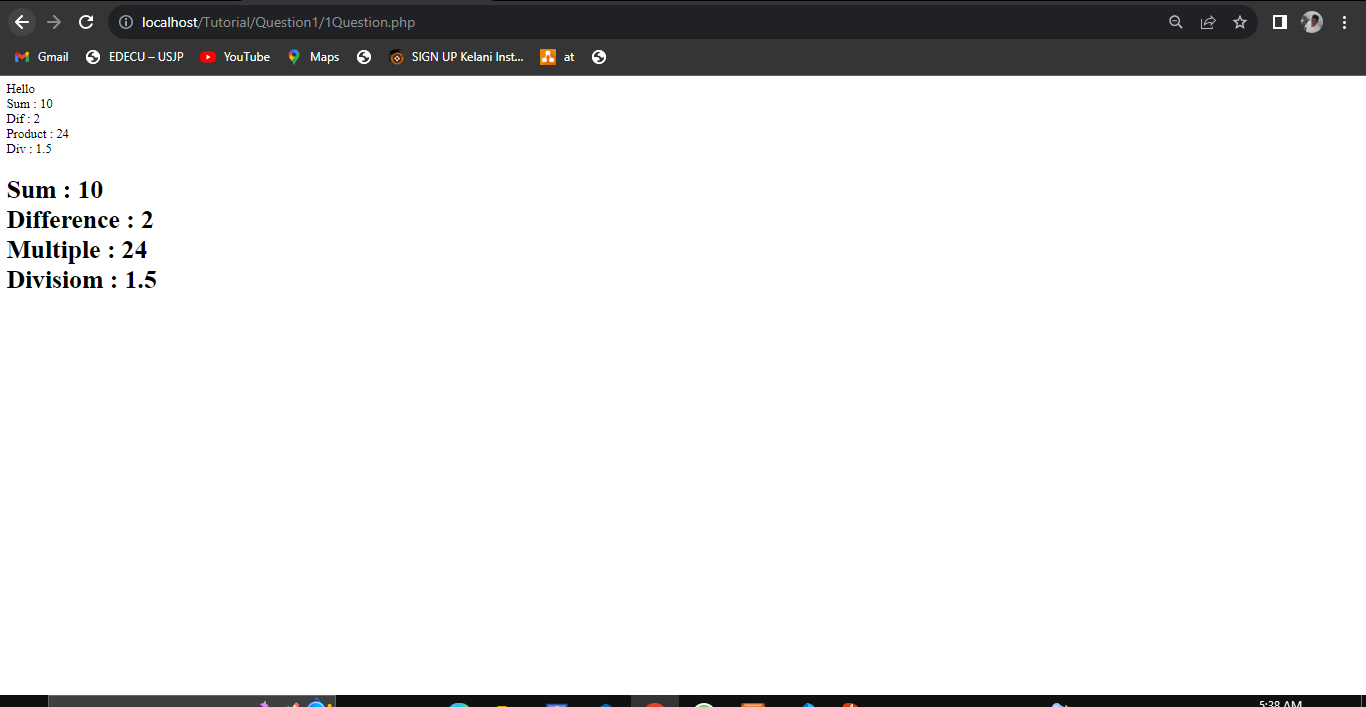 localhost/Tutorial/Question1/1Question.php
Gmail EDECU – USJP YouTube Maps SIGN UP Kelani Inst... at
Hello
Sum : 10
Dif : 2
Product : 24
Div : 1.5
Sum : 10
Difference : 2
Multiple : 24
Divisiom : 1.5
5:38 AM